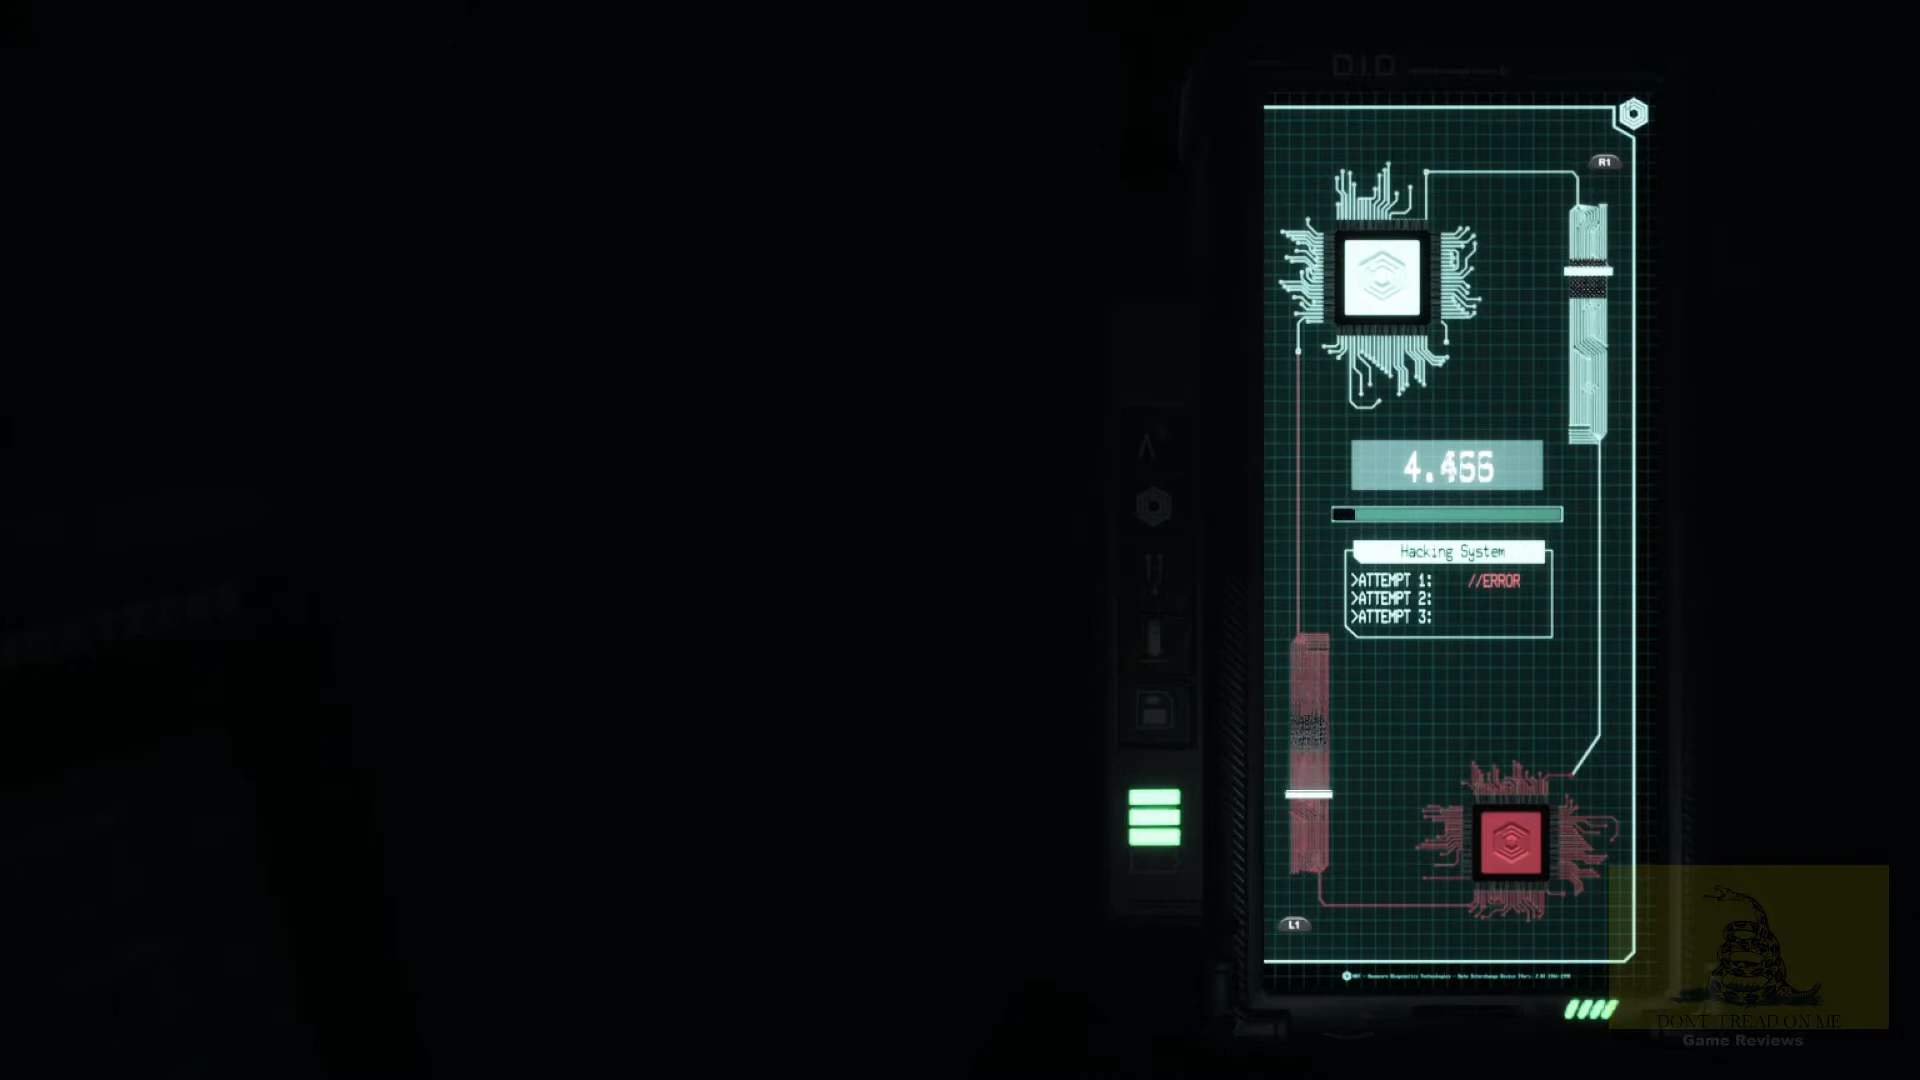 D.I.D
R1
4.466
Hacking System
>ATTEMPT 1: //ERROR
>ATTEMPT 2:
>ATTEMPT 3:
L1
DONT TREAD ON ME
Game Reviews